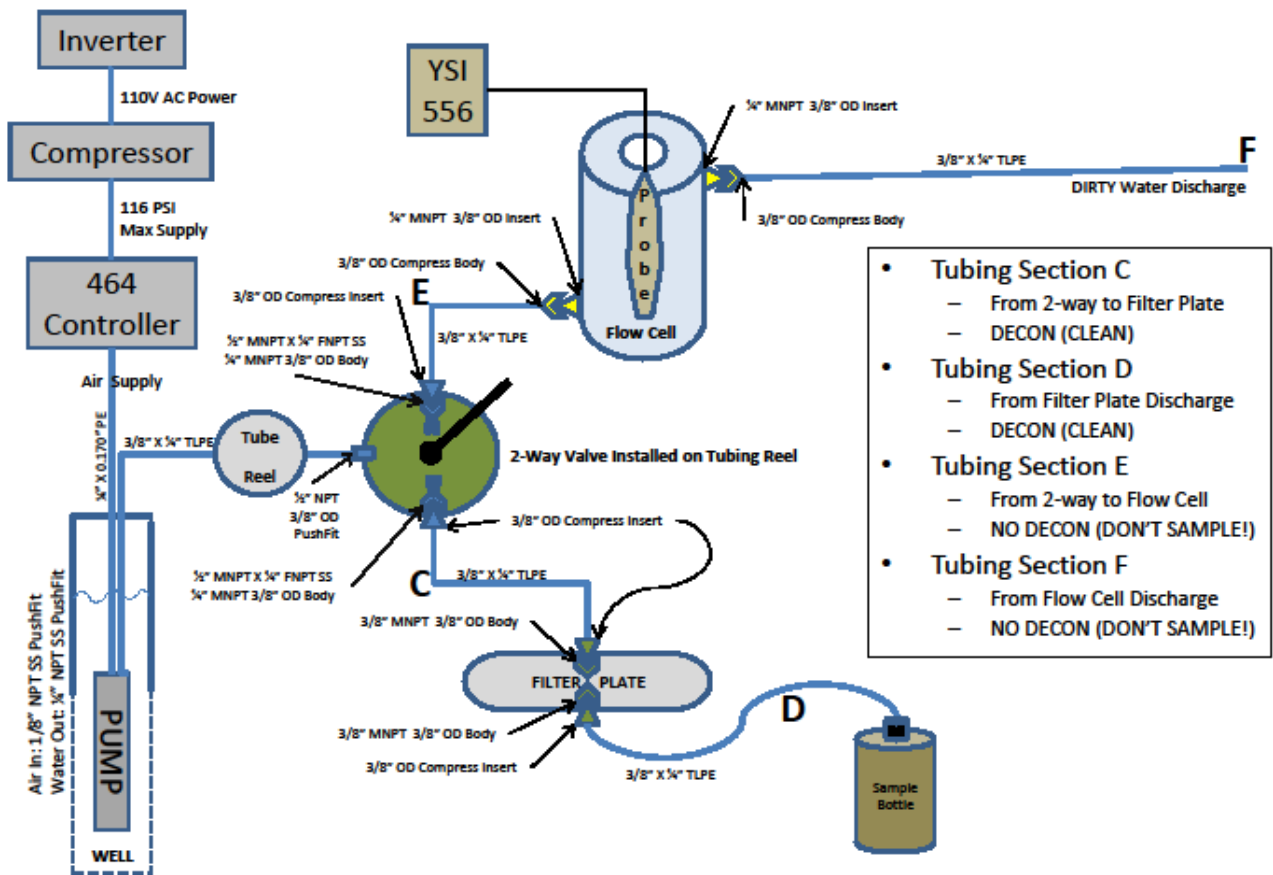 Inverter
110V AC Power
Compressor
116 PSI
Max Supply
464
Controller
Air Supply
¼" X 0.170" PE
3/8" X ¼" TLPE
Tube
Reel
Air In: 1/8" NPT SS PushFit
Water Out: ¼" NPT SS PushFit
PUMP
WELL
YSI
556
¼" MNPT 3/8" OD Insert
3/8" X ¼" TLPE
F
DIRTY Water Discharge
3/8" OD Compress Body
Probe
Flow Cell
¼" MNPT 3/8" OD Insert
3/8" OD Compress Body
E
3/8" OD Compress Insert
3/8" X ¼" TLPE
½" MNPT X ¼" FNPT SS
¼" MNPT 3/8" OD Body
2-Way Valve Installed on Tubing Reel
½" NPT
3/8" OD
PushFit
3/8" OD Compress Insert
½" MNPT X ¼" FNPT SS
¼" MNPT 3/8" OD Body
C
3/8" X ¼" TLPE
3/8" MNPT 3/8" OD Body
FILTER PLATE
3/8" MNPT 3/8" OD Body
3/8" OD Compress Insert
3/8" X ¼" TLPE
D
Sample
Bottle
• Tubing Section C
– From 2-way to Filter Plate
– DECON (CLEAN)
• Tubing Section D
– From Filter Plate Discharge
– DECON (CLEAN)
• Tubing Section E
– From 2-way to Flow Cell
– NO DECON (DON'T SAMPLE!)
• Tubing Section F
– From Flow Cell Discharge
– NO DECON (DON'T SAMPLE!)